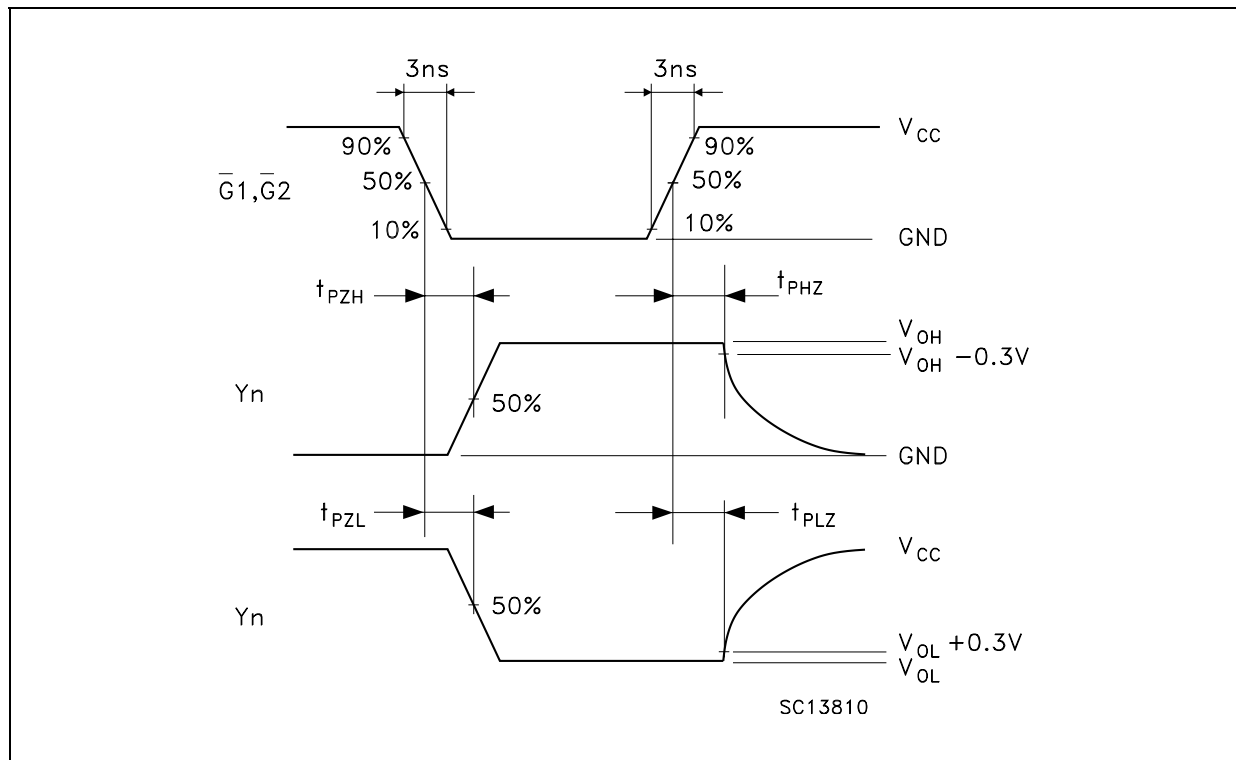 3ns 3ns
V_CC
90% 90%
G̅1,G̅2 50% 50%
10% 10%
GND
t_PZH t_PHZ
V_OH
V_OH −0.3V
Yn 50%
GND
t_PZL t_PLZ
V_CC
Yn 50%
V_OL +0.3V
V_OL
SC13810